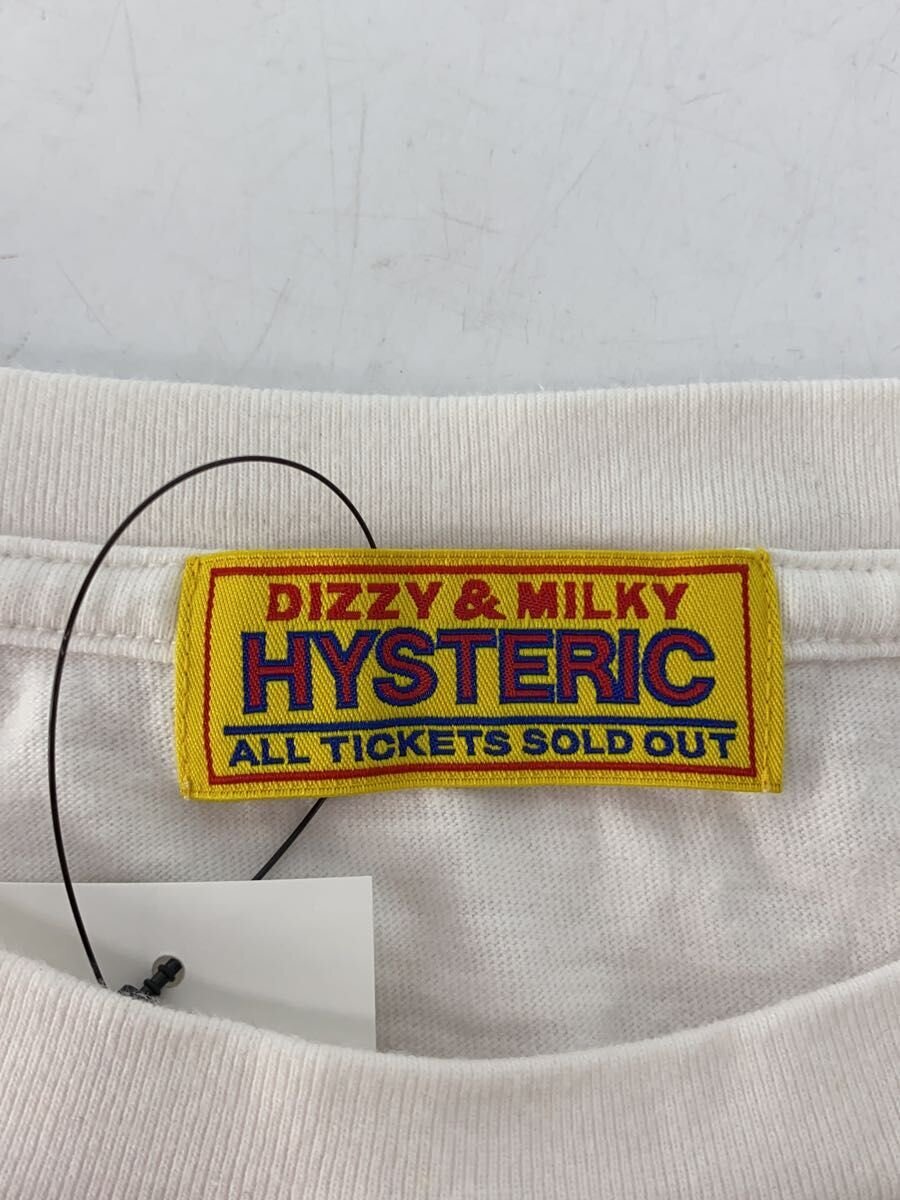 DIZZY & MILKY
HYSTERIC
ALL TICKETS SOLD OUT